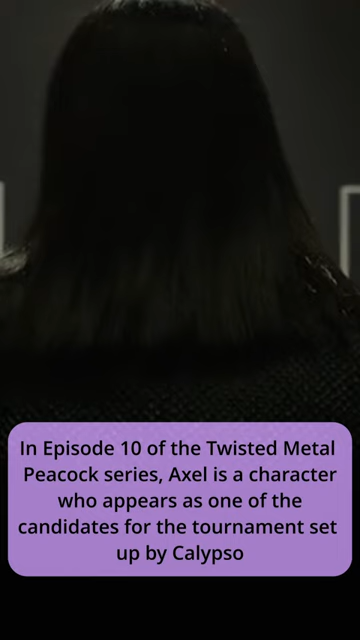 In Episode 10 of the Twisted Metal
Peacock series, Axel is a character
who appears as one of the
candidates for the tournament set
up by Calypso